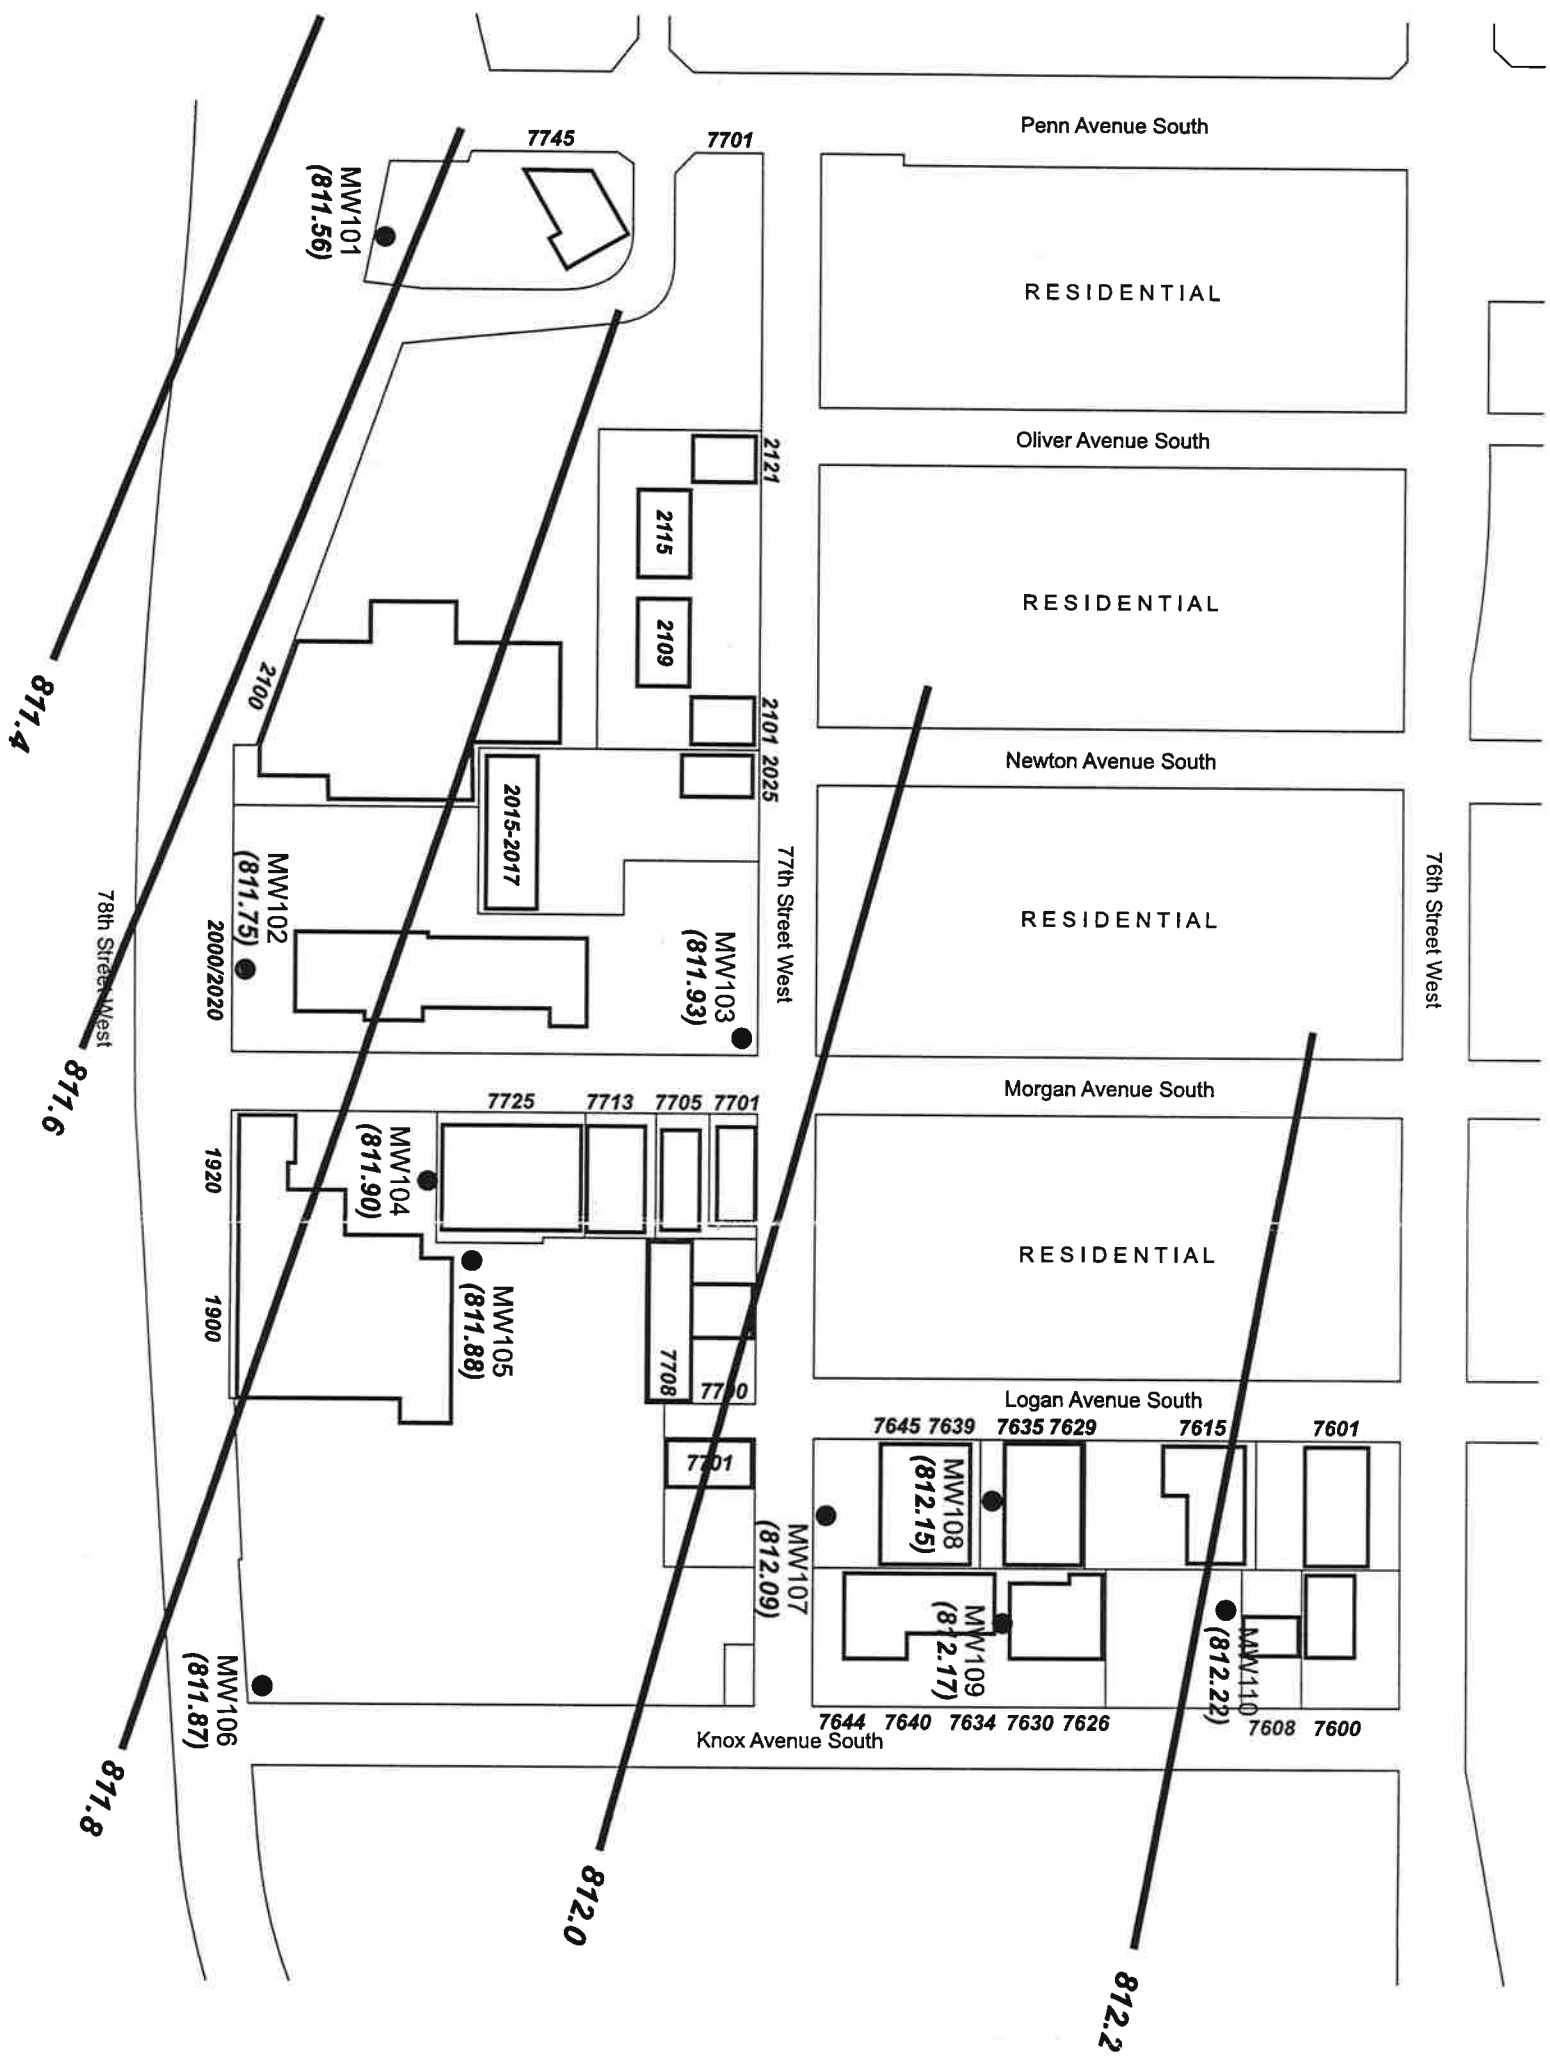 Penn Avenue South
7745
7701
MW101
(811.56)
RESIDENTIAL
Oliver Avenue South
2121
2115
2109
2101
2025
2100
811.4
RESIDENTIAL
Newton Avenue South
2015-2017
MW102
(811.75)
2000/2020
78th Street West
811.6
MW103
(811.93)
77th Street West
RESIDENTIAL
76th Street West
Morgan Avenue South
7725
7713
7705
7701
MW104
(811.90)
1920
1900
MW105
(811.88)
7708
7700
RESIDENTIAL
Logan Avenue South
7645 7639
7635 7629
7615
7601
7701
MW108
(812.15)
MW107
(812.09)
MW109
(812.17)
MW110
(812.22)
MW106
(811.87)
7644
7640
7634
7630
7626
7608
7600
Knox Avenue South
811.8
812.0
812.2